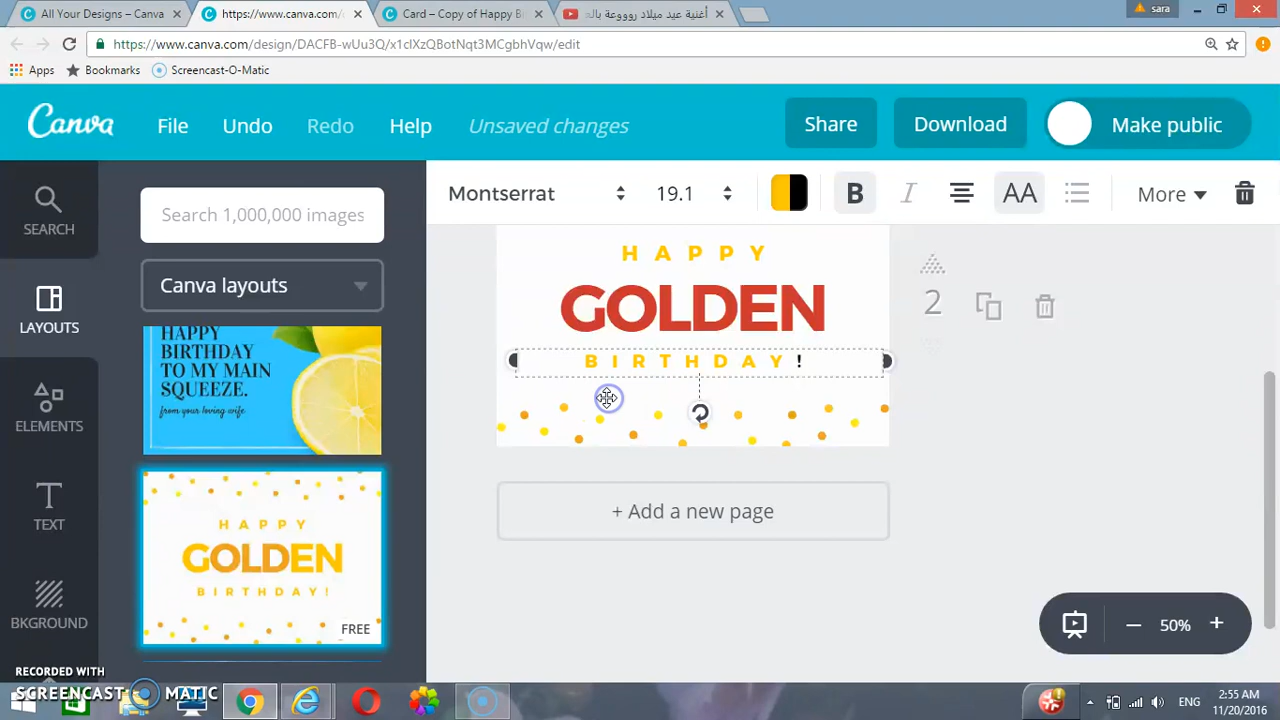 All Your Designs – Canva
https://www.canva.com/
Card – Copy of Happy B
أغنية عيد ميلاد رووووعة بالـ
sara
https://www.canva.com/design/DACFB-wUu3Q/x1clXzQBotNqt3MCgbhVqw/edit
Apps
Bookmarks
Screencast-O-Matic
Canva
File
Undo
Redo
Help
Unsaved changes
Share
Download
Make public
SEARCH
LAYOUTS
ELEMENTS
TEXT
BKGROUND
Search 1,000,000 images
Canva layouts
HAPPY
BIRTHDAY
TO MY MAIN
SQUEEZE.
from your loving wife
HAPPY
GOLDEN
BIRTHDAY!
FREE
Montserrat
19.1
B
I
AA
More
HAPPY
GOLDEN
BIRTHDAY!
2
+ Add a new page
50%
RECORDED WITH
SCREENCAST MATIC
ENG
2:55 AM
11/20/2016